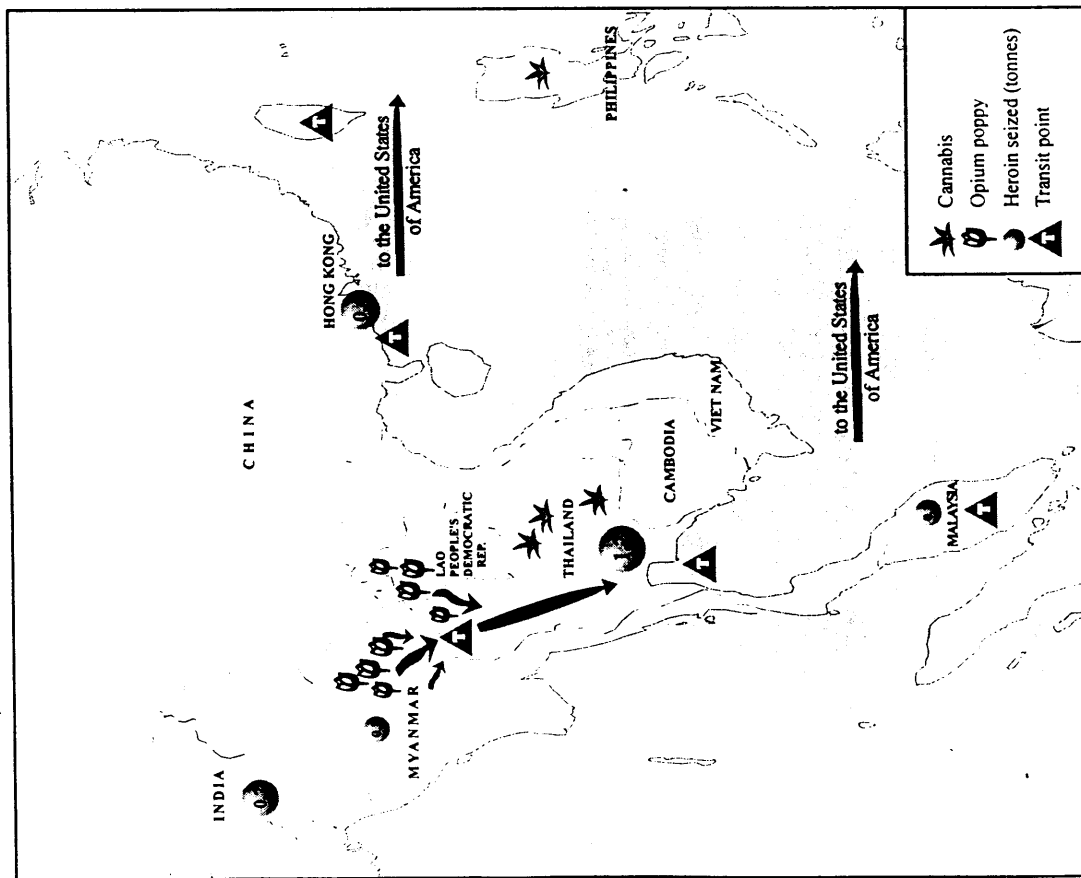 CHINA
INDIA
MYANMAR
LAO
PEOPLE'S
DEMOCRATIC
REP.
THAILAND
CAMBODIA
VIET NAM
HONG KONG
to the United States
of America
PHILIPPINES
to the United States
of America
MALAYSIA
T
T
T
T
T
Cannabis
Opium poppy
Heroin seized (tonnes)
T
Transit point